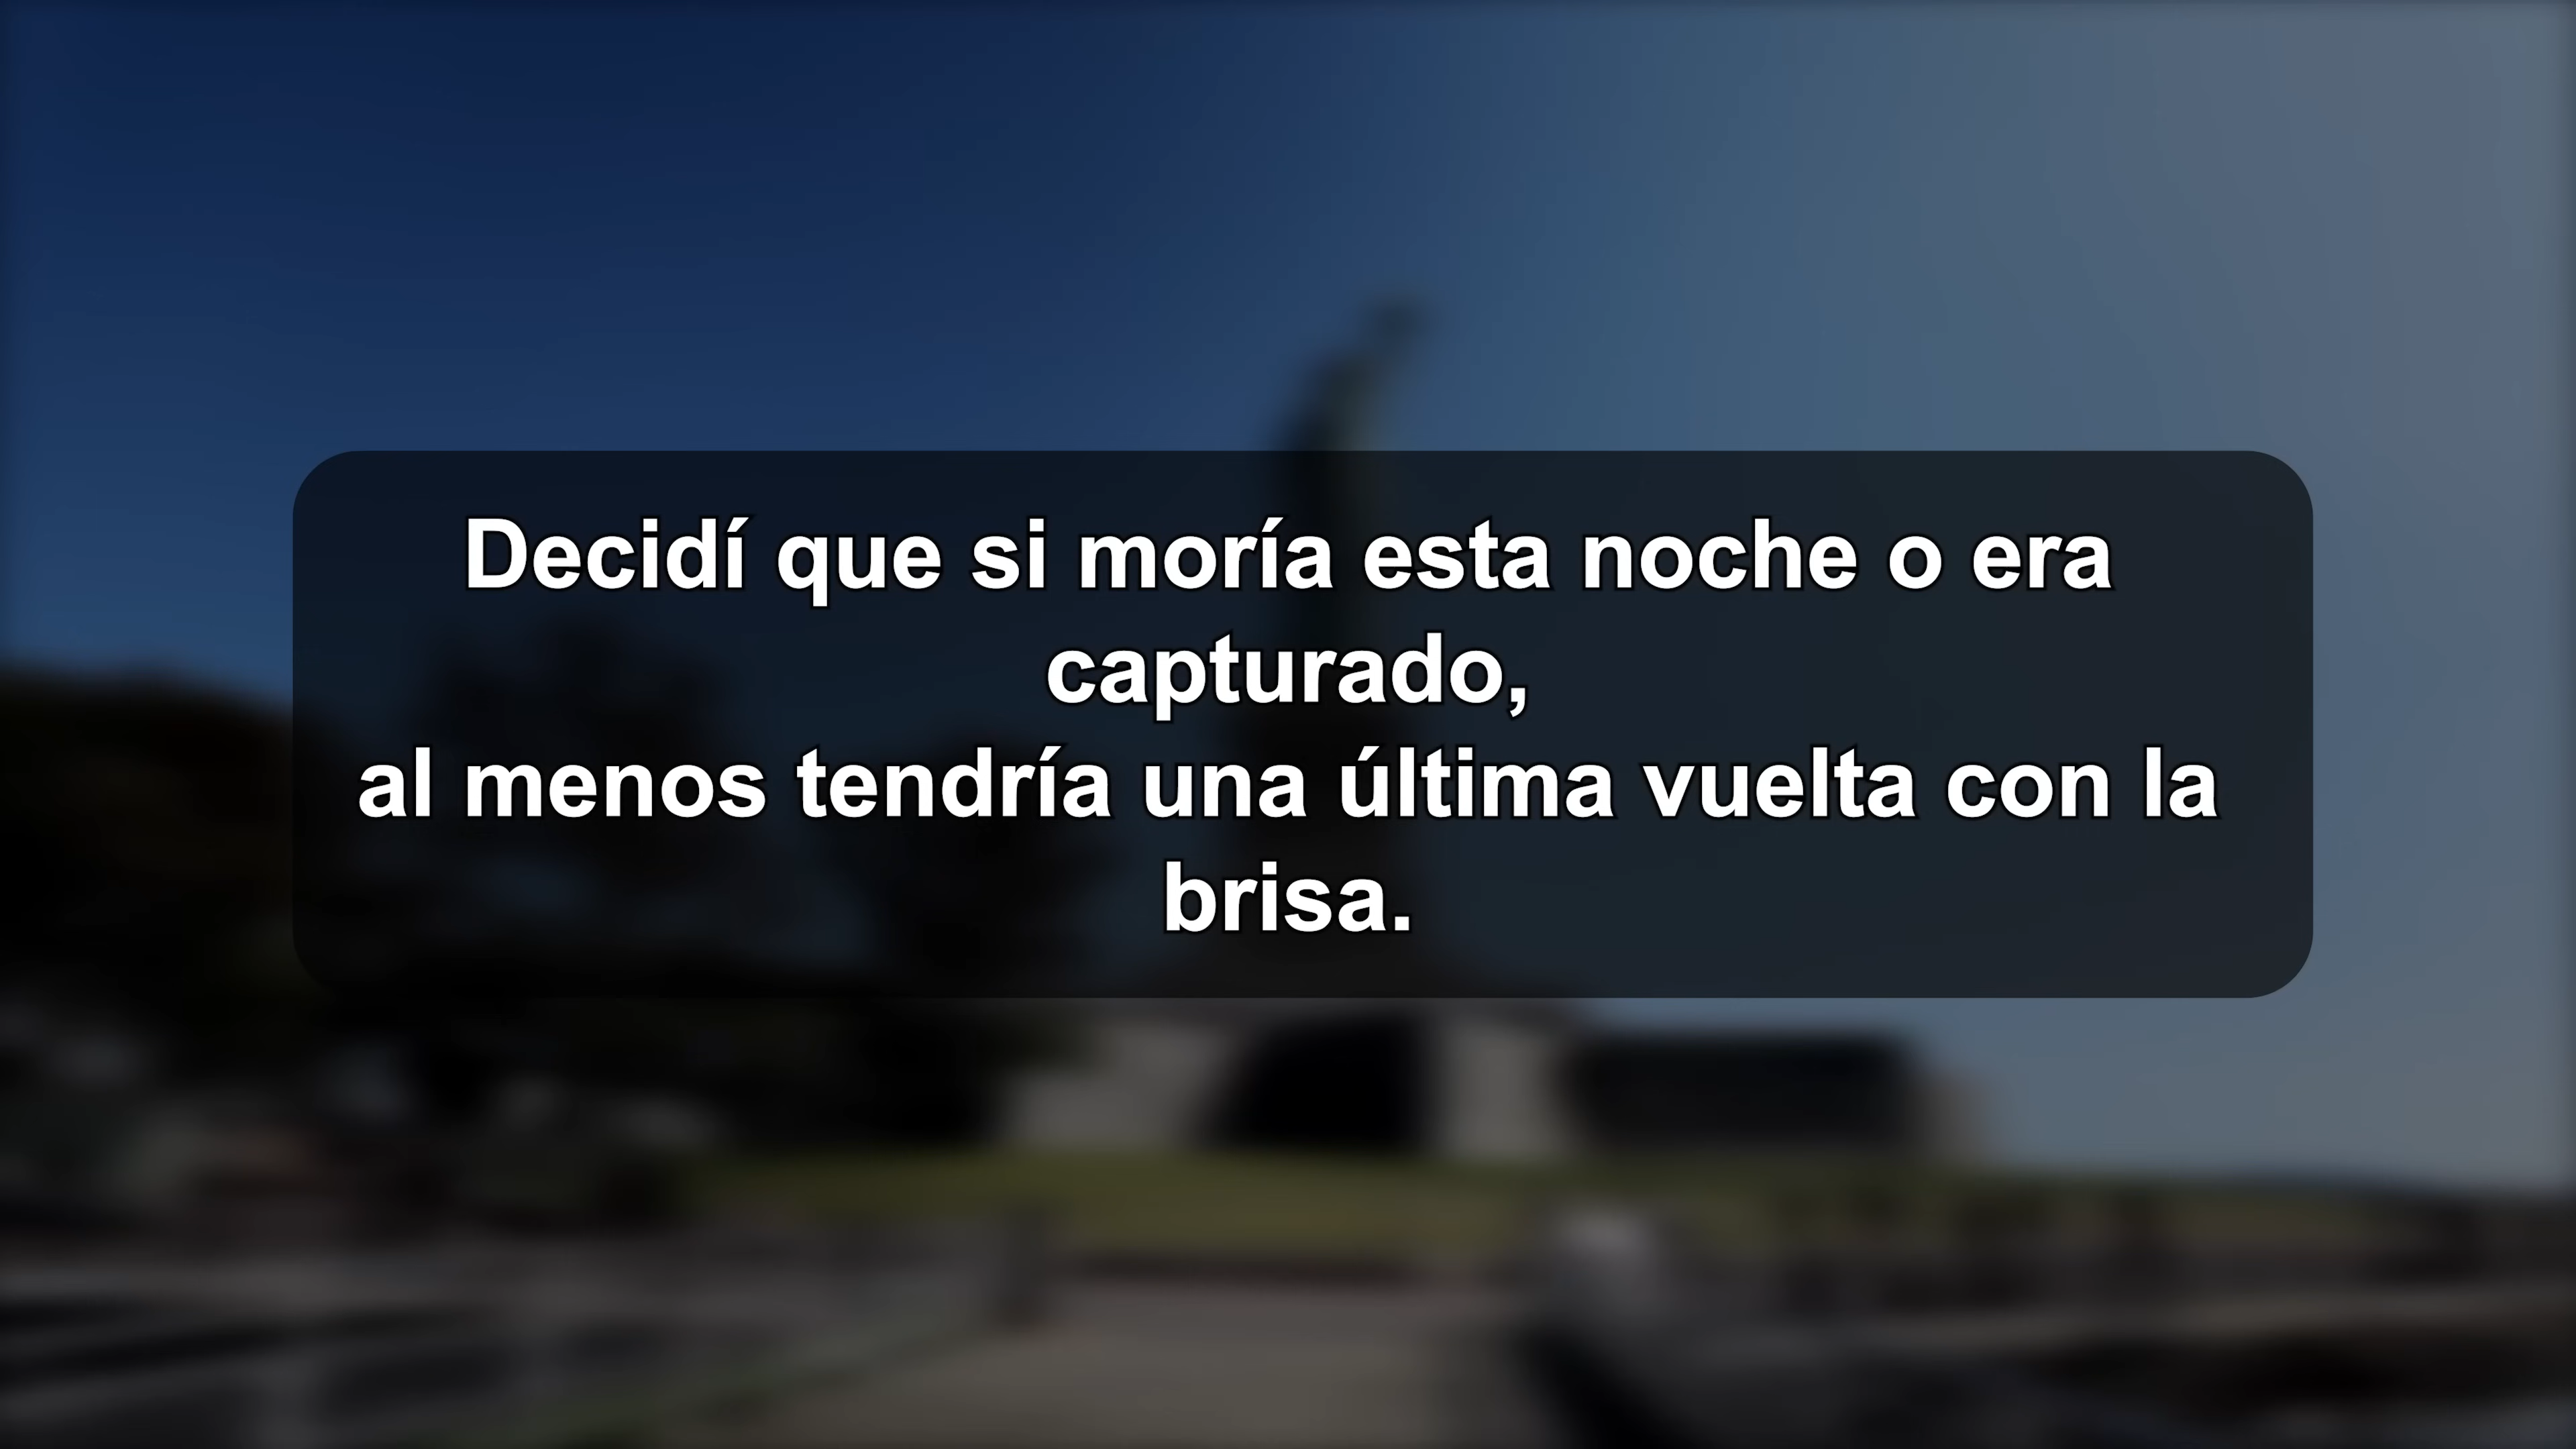 Decidí que si moría esta noche o era
capturado,
al menos tendría una última vuelta con la
brisa.